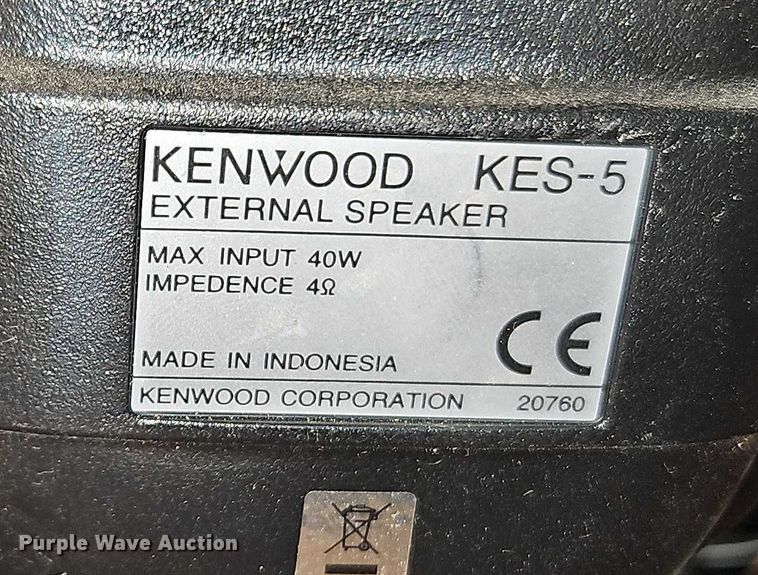 KENWOOD KES-5
EXTERNAL SPEAKER
MAX INPUT 40W
IMPEDENCE 4Ω
CE
MADE IN INDONESIA
KENWOOD CORPORATION 20760
Purple Wave Auction